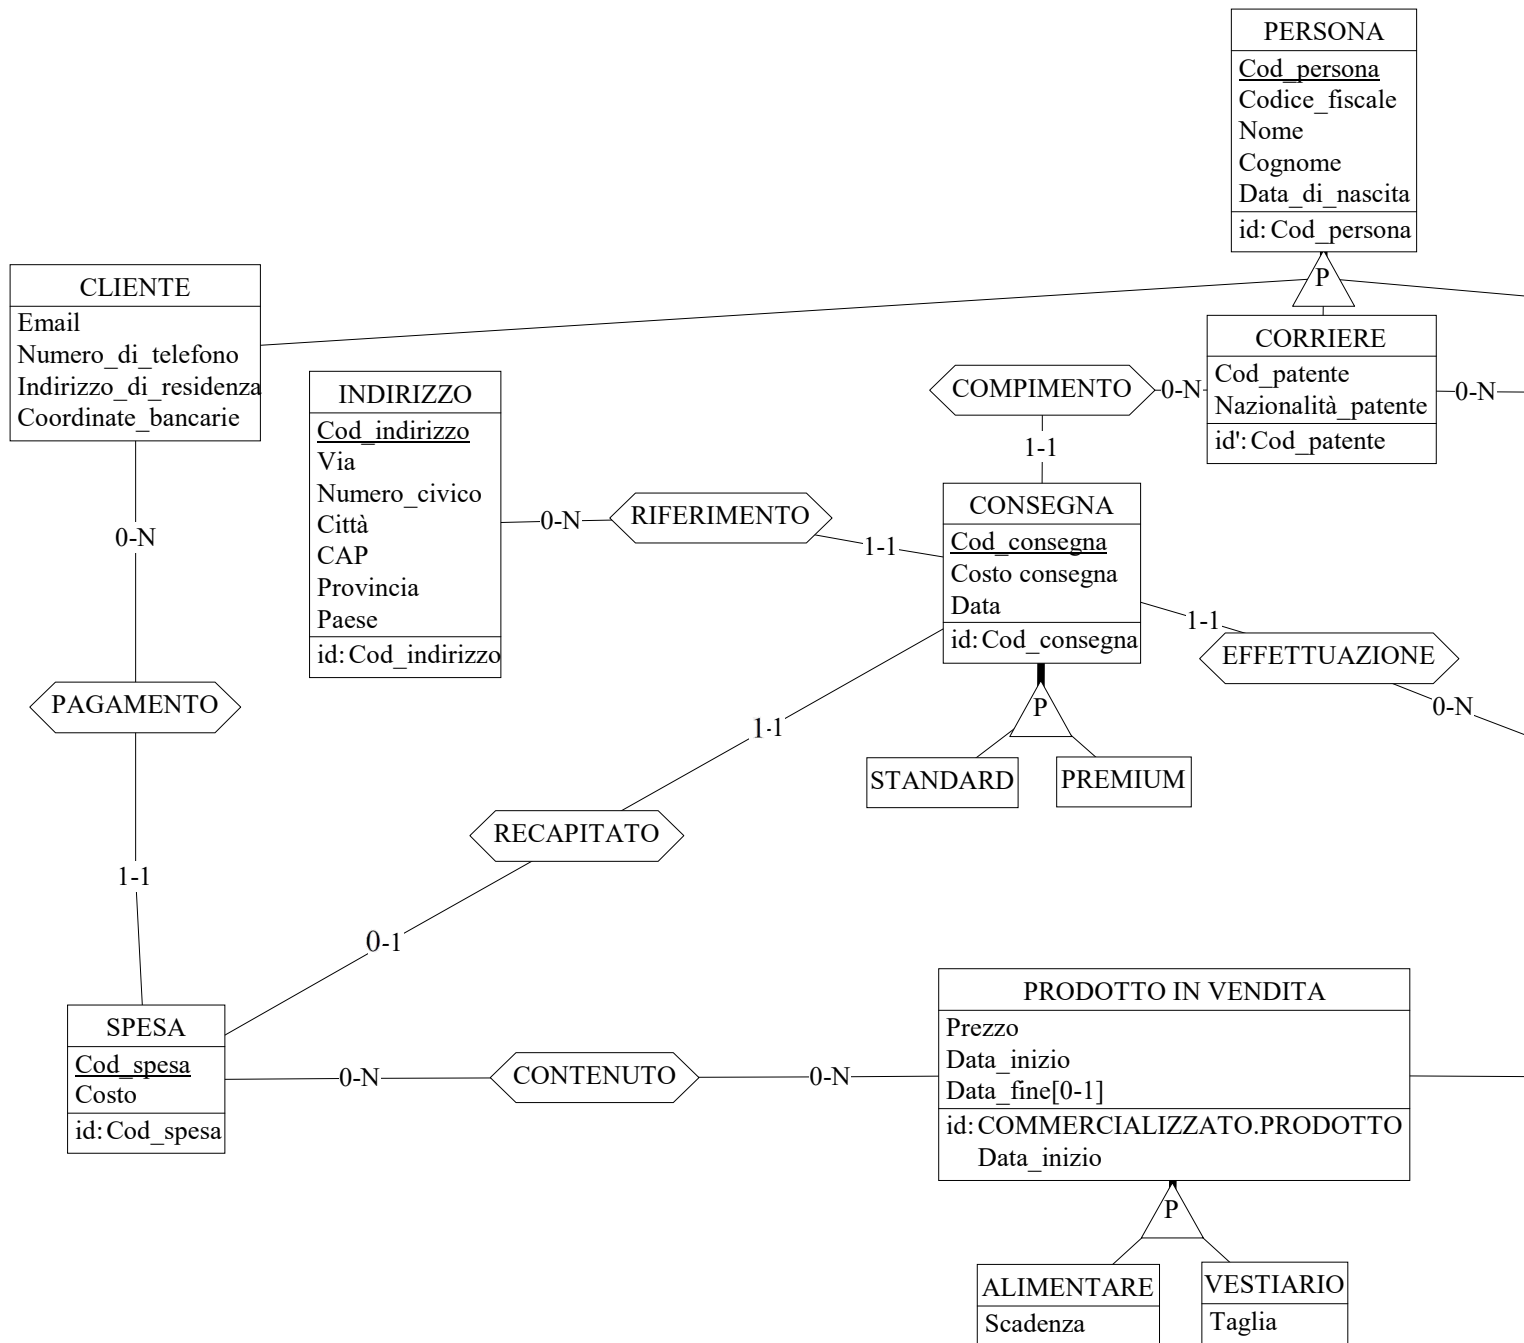 PERSONA
Cod_persona
Codice_fiscale
Nome
Cognome
Data_di_nascita
id: Cod_persona
P
CLIENTE
Email
Numero_di_telefono
Indirizzo_di_residenza
Coordinate_bancarie
INDIRIZZO
Cod_indirizzo
Via
Numero_civico
Città
CAP
Provincia
Paese
id: Cod_indirizzo
COMPIMENTO
0-N
CORRIERE
Cod_patente
Nazionalità_patente
id': Cod_patente
0-N
1-1
0-N
0-N
RIFERIMENTO
1-1
CONSEGNA
Cod_consegna
Costo consegna
Data
id: Cod_consegna
1-1
EFFETTUAZIONE
0-N
P
STANDARD
PREMIUM
PAGAMENTO
1-1
RECAPITATO
1-1
0-1
SPESA
Cod_spesa
Costo
id: Cod_spesa
0-N
CONTENUTO
0-N
PRODOTTO IN VENDITA
Prezzo
Data_inizio
Data_fine[0-1]
id: COMMERCIALIZZATO.PRODOTTO
Data_inizio
P
ALIMENTARE
Scadenza
VESTIARIO
Taglia